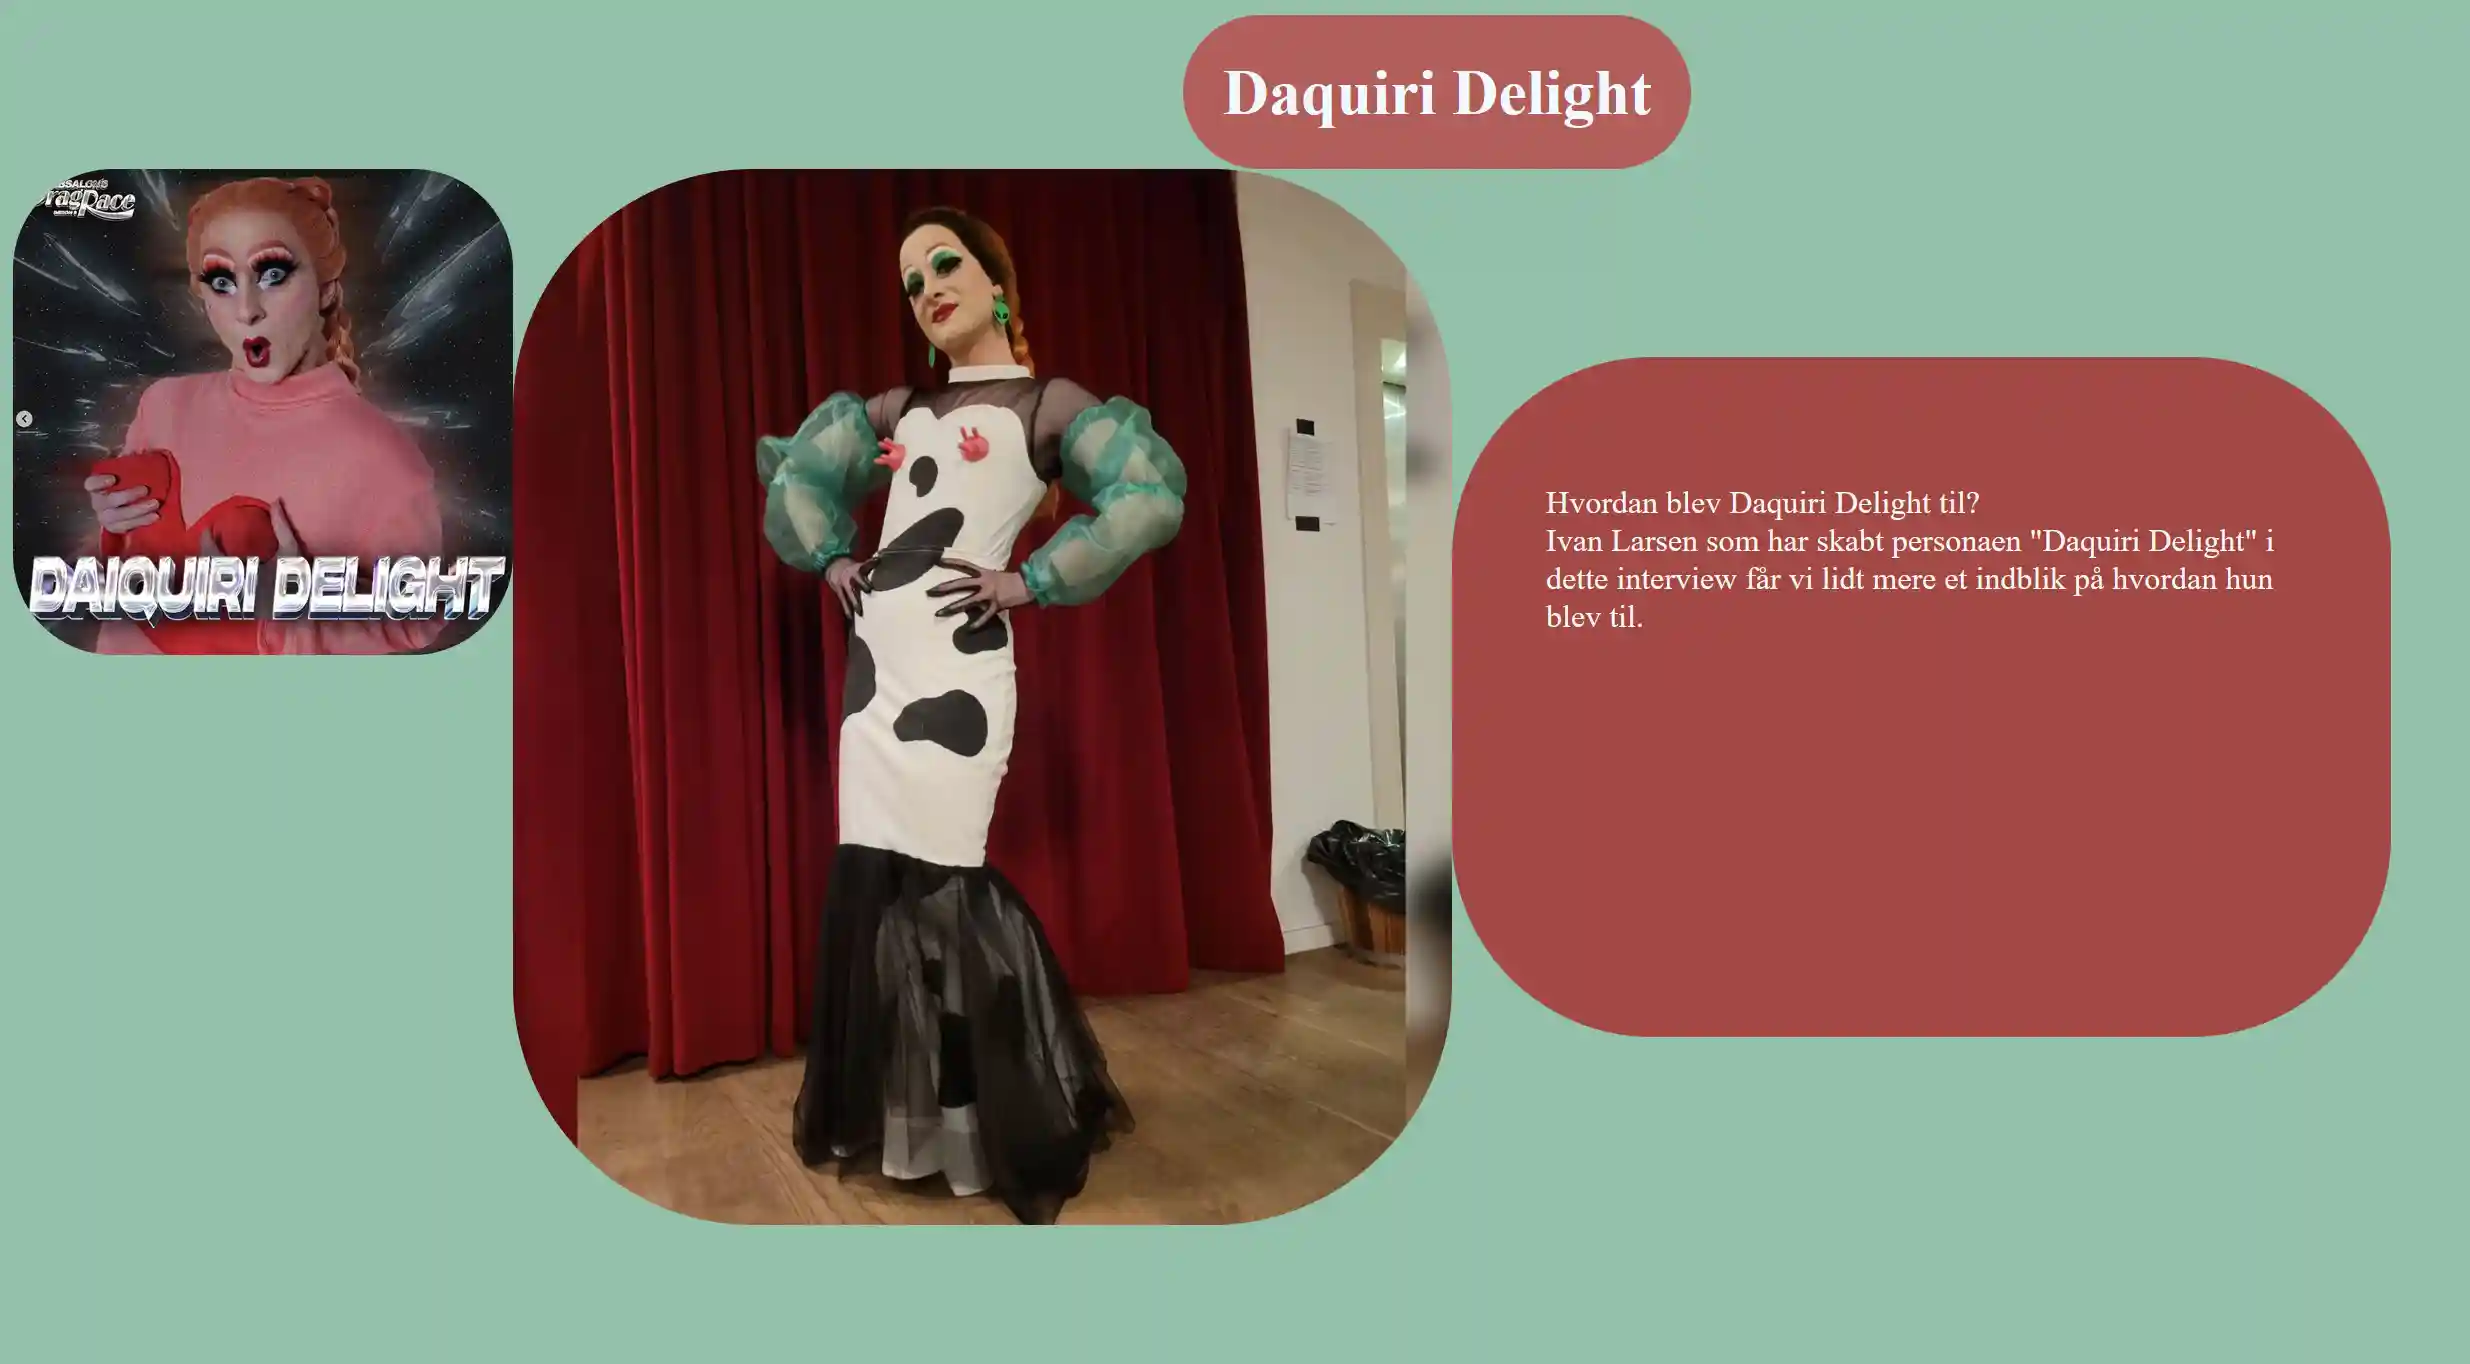 Daquiri Delight
DragRace
DAIQUIRI DELIGHT
Hvordan blev Daquiri Delight til?
Ivan Larsen som har skabt personaen "Daquiri Delight" i
dette interview får vi lidt mere et indblik på hvordan hun
blev til.